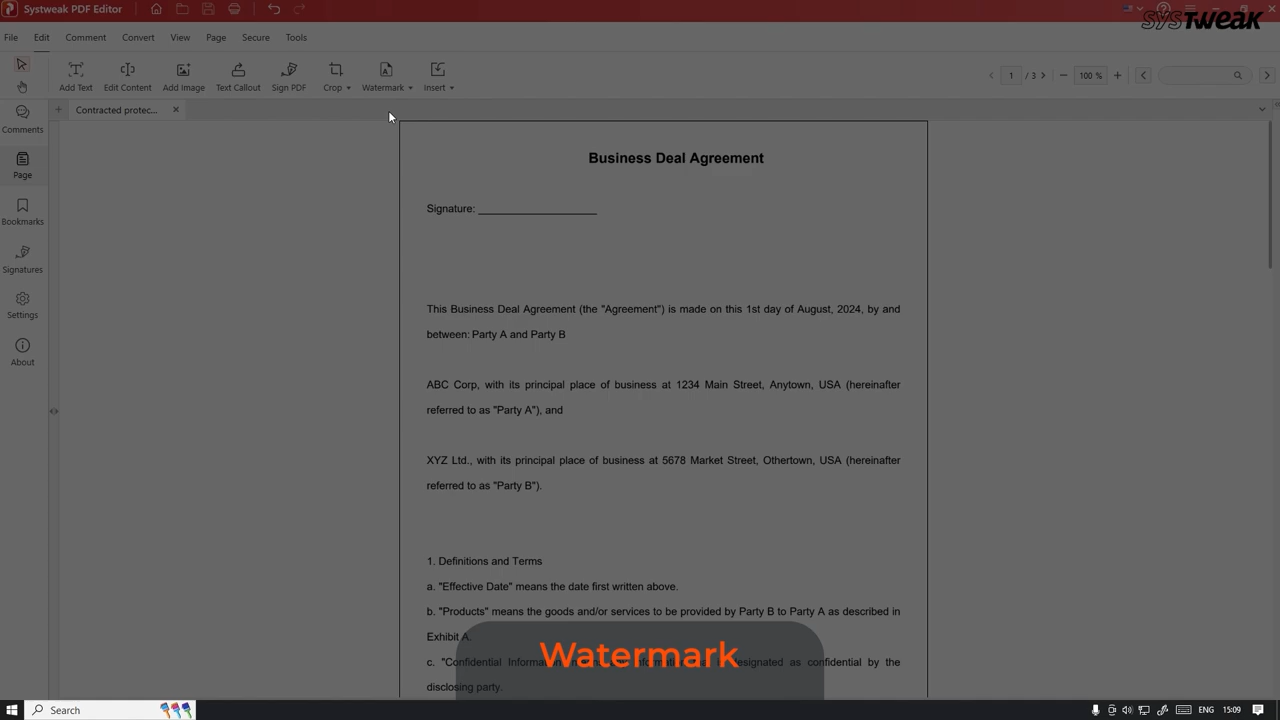 Systweak PDF Editor
SYSTWEAK
File Edit Comment Convert View Page Secure Tools
Add Text Edit Content Add Image Text Callout Sign PDF Crop Watermark Insert
1 / 3 100 %
Contracted protec...
Comments
Page
Bookmarks
Signatures
Settings
About
Business Deal Agreement
Signature: ____________________
This Business Deal Agreement (the "Agreement") is made on this 1st day of August, 2024, by and
between: Party A and Party B
ABC Corp, with its principal place of business at 1234 Main Street, Anytown, USA (hereinafter
referred to as "Party A"), and
XYZ Ltd., with its principal place of business at 5678 Market Street, Othertown, USA (hereinafter
referred to as "Party B").
1. Definitions and Terms
a. "Effective Date" means the date first written above.
b. "Products" means the goods and/or services to be provided by Party B to Party A as described in
Exhibit A.
c. "Confidential designated as confidential by the
disclosing party.
Watermark
Search
ENG 15:09